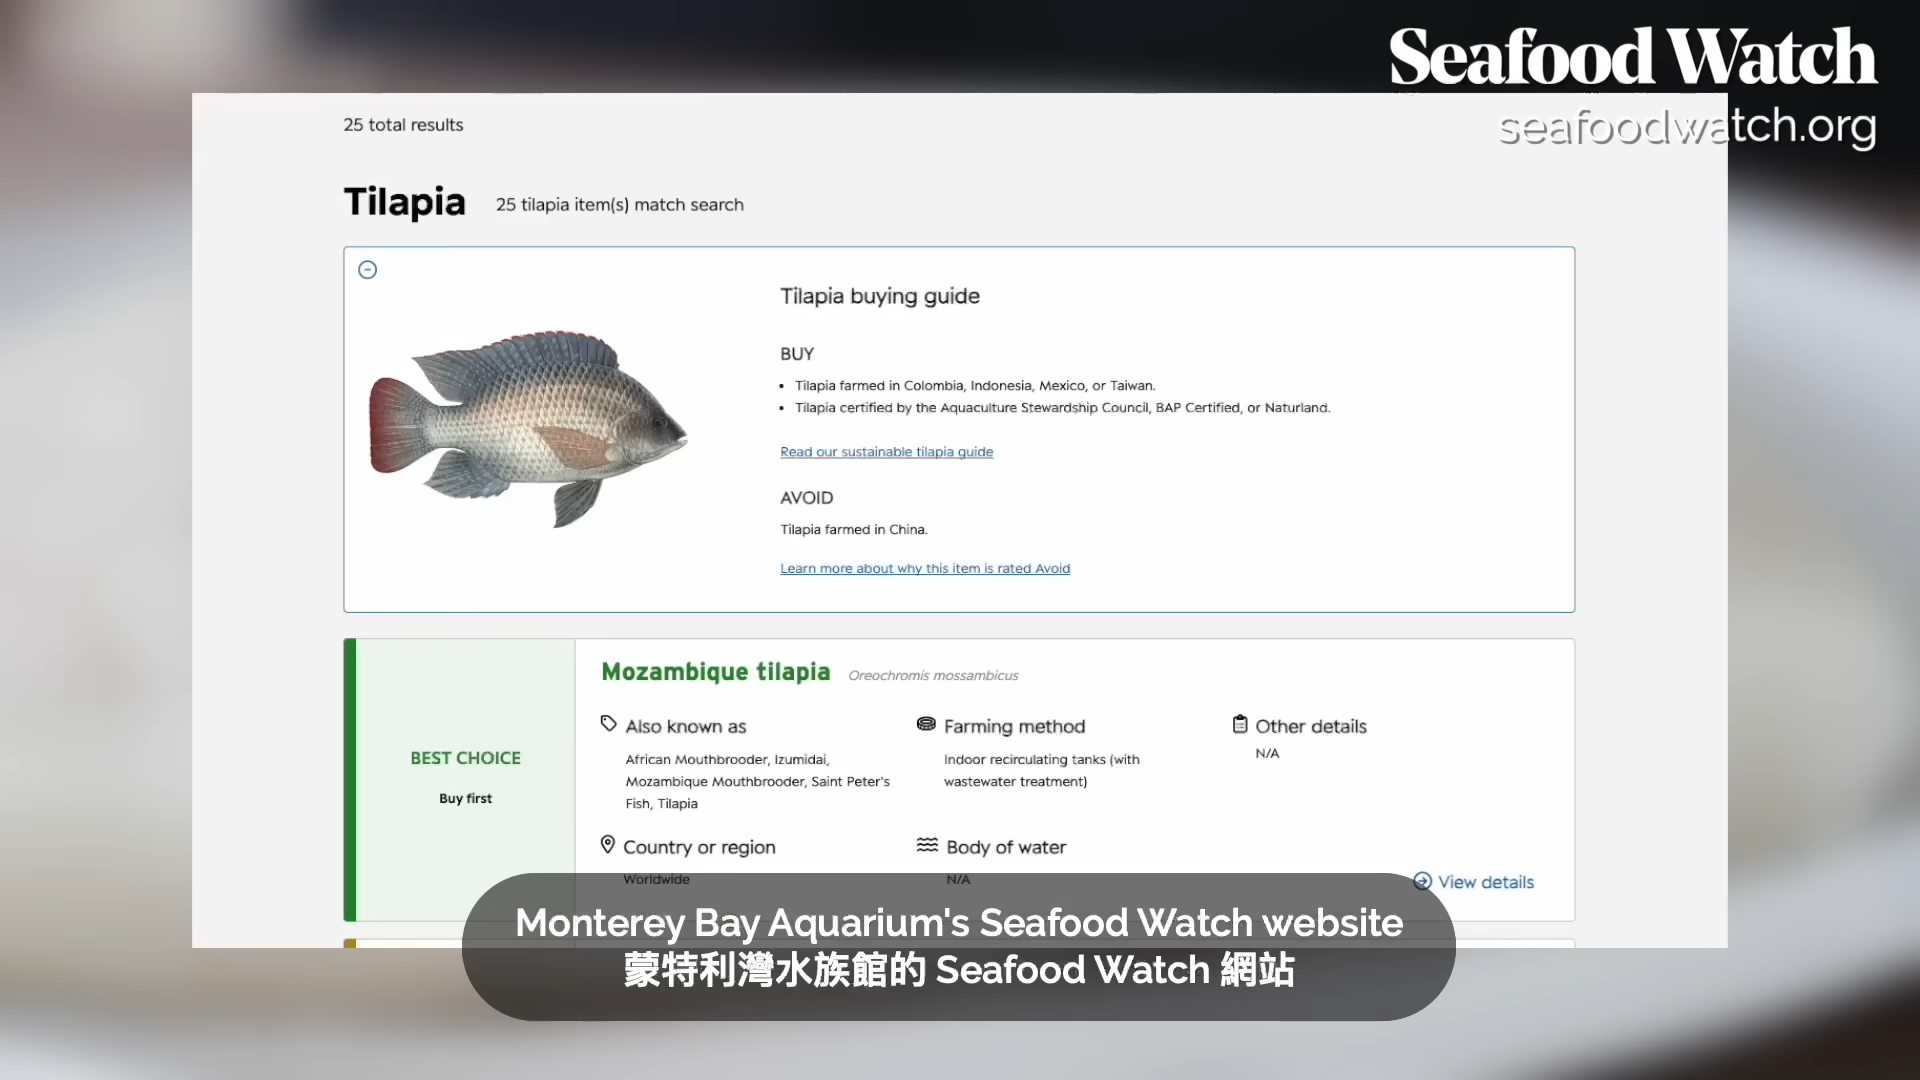 Seafood Watch
seafoodwatch.org
25 total results
Tilapia 25 tilapia item(s) match search
Tilapia buying guide
BUY
• Tilapia farmed in Colombia, Indonesia, Mexico, or Taiwan.
• Tilapia certified by the Aquaculture Stewardship Council, BAP Certified, or Naturland.
Read our sustainable tilapia guide
AVOID
Tilapia farmed in China.
Learn more about why this item is rated Avoid
BEST CHOICE
Buy first
Mozambique tilapia Oreochromis mossambicus
Also known as
African Mouthbrooder, Izumidai,
Mozambique Mouthbrooder, Saint Peter's
Fish, Tilapia
Farming method
Indoor recirculating tanks (with
wastewater treatment)
Other details
N/A
Country or region
Worldwide
Body of water
N/A
View details
Monterey Bay Aquarium's Seafood Watch website
蒙特利灣水族館的 Seafood Watch 網站